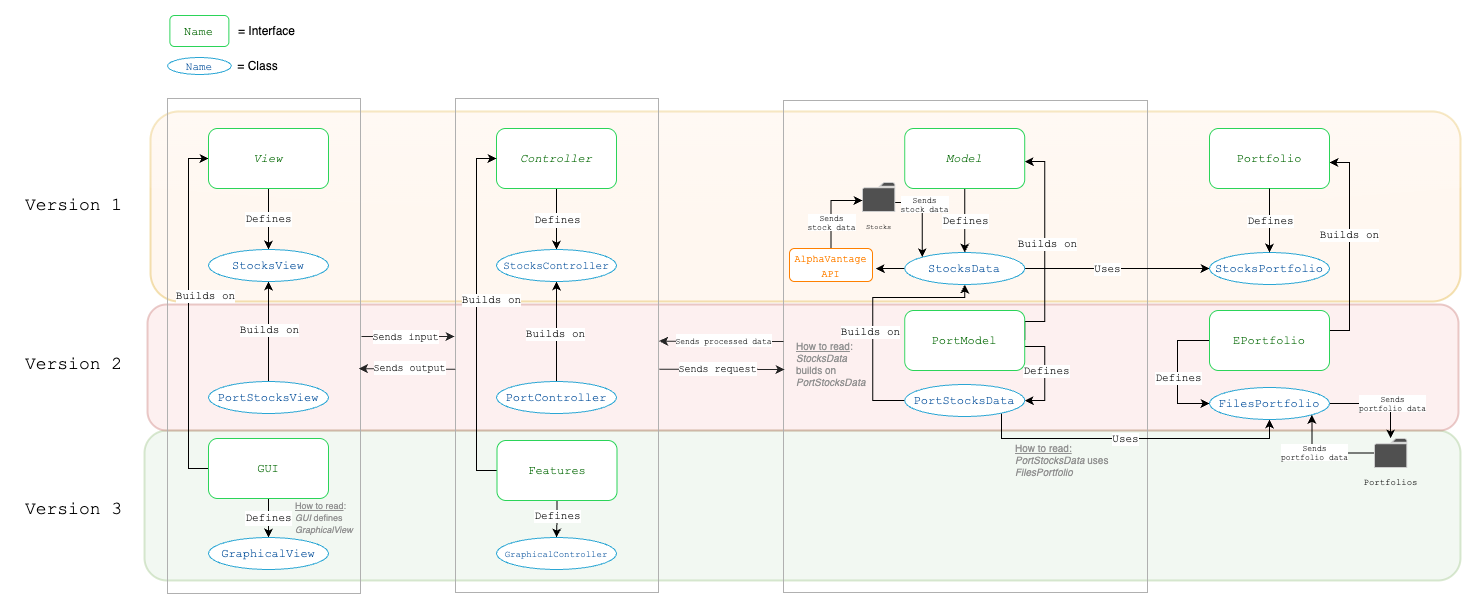 Name
= Interface
Name
= Class
Version 1
View
Defines
StocksView
Builds on
Controller
Defines
StocksController
Builds on
Model
Sends
stock data
Stocks
Sends
stock data
Defines
Builds on
AlphaVantage
API
StocksData
Uses
Portfolio
Defines
Builds on
StocksPortfolio
Version 2
Builds on
PortStocksView
Sends input
Sends output
Builds on
PortController
Sends processed data
Sends request
Builds on
How to read:
StocksData
builds on
PortStocksData
PortModel
Defines
PortStocksData
Uses
How to read:
PortStocksData uses
FilesPortfolio
EPortfolio
Defines
FilesPortfolio
Sends
portfolio data
Sends
portfolio data
Portfolios
Version 3
GUI
Defines
How to read:
GUI defines
GraphicalView
GraphicalView
Features
Defines
GraphicalController